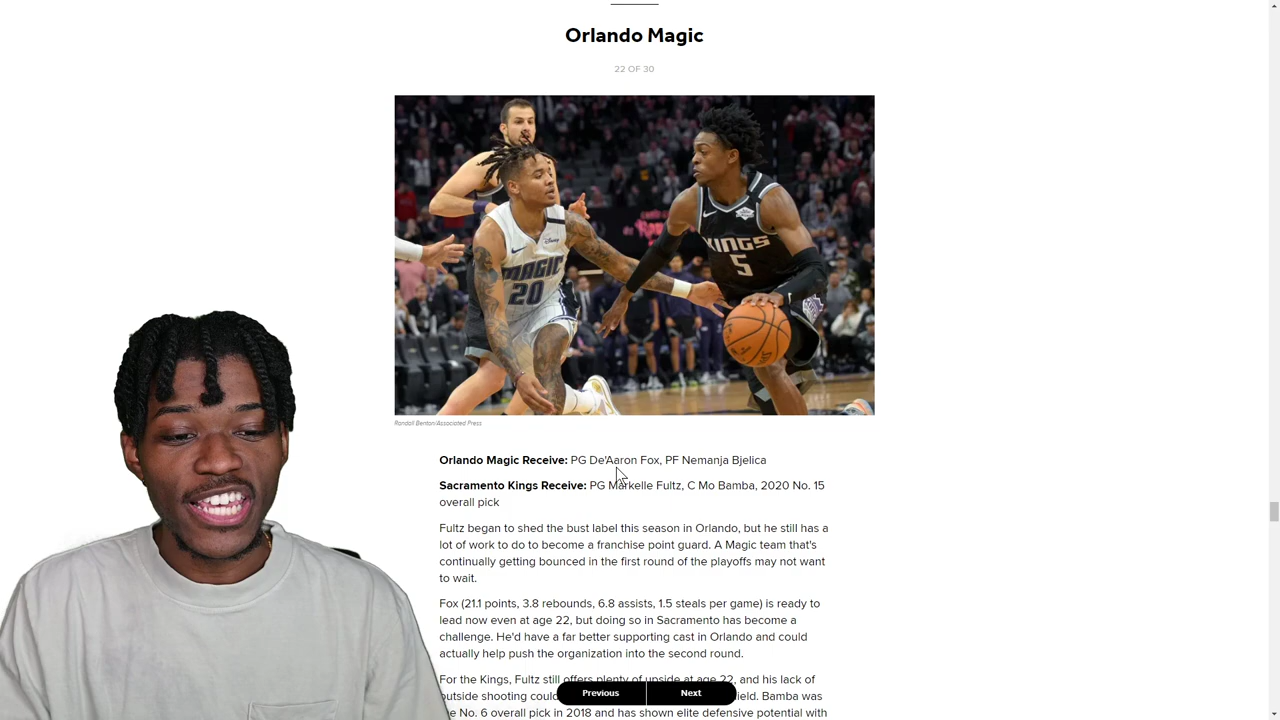 Orlando Magic
22 OF 30
Disney
MAGIC
20
KINGS
5
Randall Benton/Associated Press
Orlando Magic Receive: PG De'Aaron Fox, PF Nemanja Bjelica
Sacramento Kings Receive: PG Markelle Fultz, C Mo Bamba, 2020 No. 15
overall pick
Fultz began to shed the bust label this season in Orlando, but he still has a
lot of work to do to become a franchise point guard. A Magic team that's
continually getting bounced in the first round of the playoffs may not want
to wait.
Fox (21.1 points, 3.8 rebounds, 6.8 assists, 1.5 steals per game) is ready to
lead now even at age 22, but doing so in Sacramento has become a
challenge. He'd have a far better supporting cast in Orlando and could
actually help push the organization into the second round.
For the Kings, Fultz still offers plenty of upside at age 22, and his lack of
Previous Next
outside shooting could
Bamba was
No. 6 overall pick in 2018 and has shown elite defensive potential with